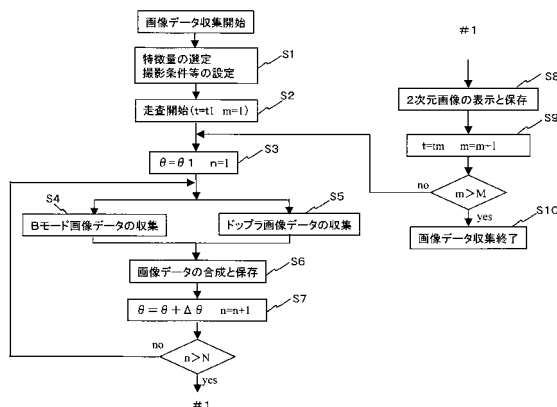 画像データ収集開始
特徴量の選定
撮影条件等の設定
S1
走査開始(t=t1 m=1)
S2
θ=θ1 n=1
S3
S4
Bモード画像データの収集
S5
ドップラ画像データの収集
画像データの合成と保存
S6
θ=θ+Δθ n=n+1
S7
no
n>N
yes
#1
#1
2次元画像の表示と保存
S8
t=tm m=m+1
S9
no
m>M
yes
画像データ収集終了
S10